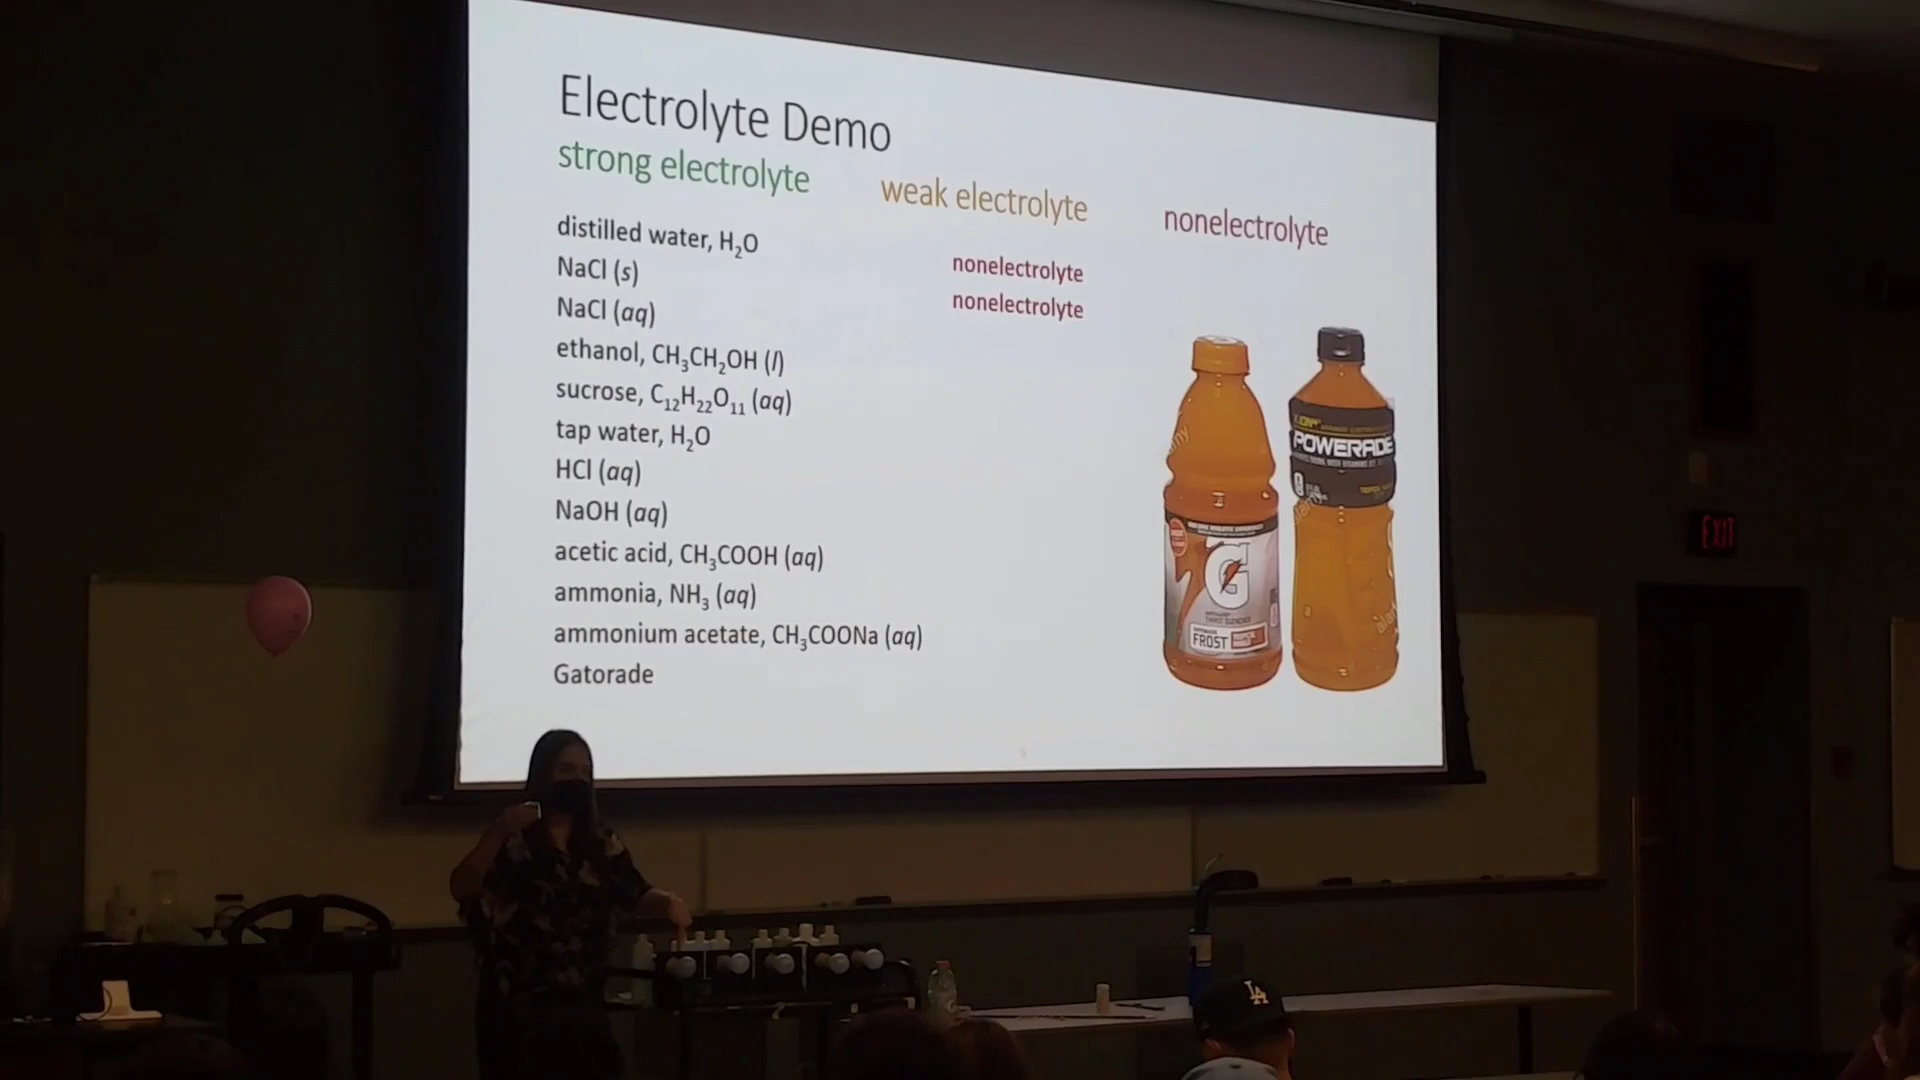 Electrolyte Demo
strong electrolyte
weak electrolyte
nonelectrolyte
distilled water, H₂O
nonelectrolyte
NaCl (s)
nonelectrolyte
NaCl (aq)
ethanol, CH₃CH₂OH (l)
sucrose, C₁₂H₂₂O₁₁ (aq)
tap water, H₂O
HCl (aq)
NaOH (aq)
acetic acid, CH₃COOH (aq)
ammonia, NH₃ (aq)
ammonium acetate, CH₃COONa (aq)
Gatorade
POWERADE
G
FROST
alamy
EXIT
LA